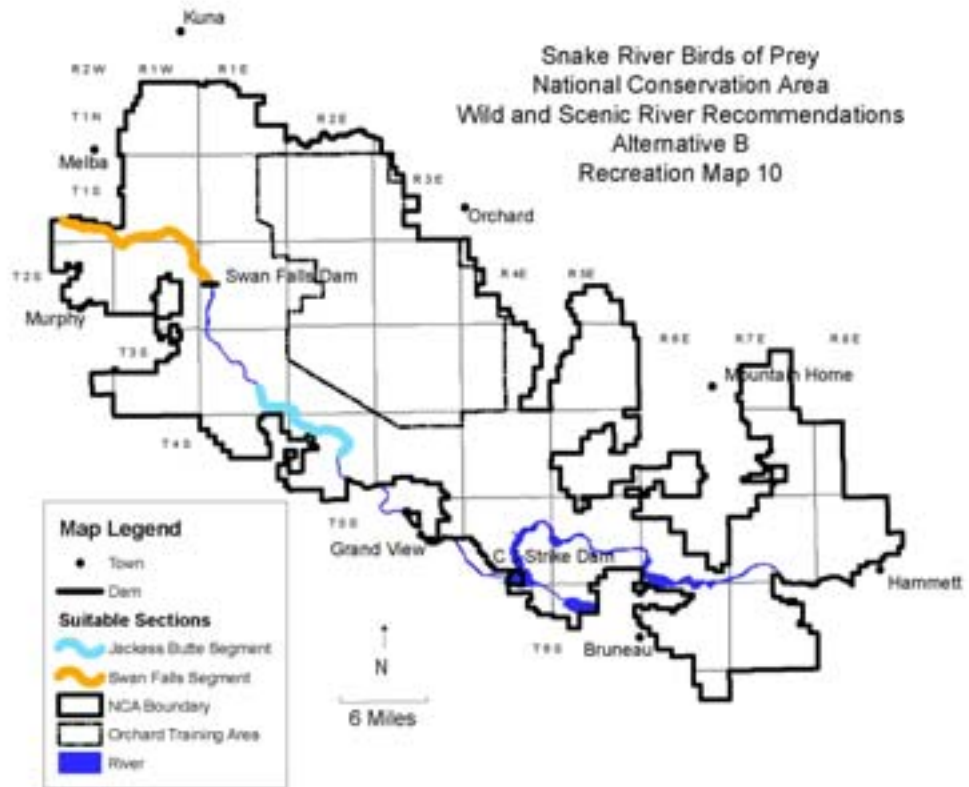 Kuna
Snake River Birds of Prey
National Conservation Area
Wild and Scenic River Recommendations
Alternative B
Recreation Map 10
R2W
R1W
R1E
R2E
T1N
Melba
T1S
R3E
Orchard
T2S
Swan Falls Dam
R4E
R5E
Murphy
T3S
R6E
R7E
R8E
Mountain Home
T4S
T5S
Grand View
C J Strike Dam
Hammett
T6S
Bruneau
N
6 Miles
Map Legend
Town
Dam
Suitable Sections
Jackass Butte Segment
Swan Falls Segment
NCA Boundary
Orchard Training Area
River